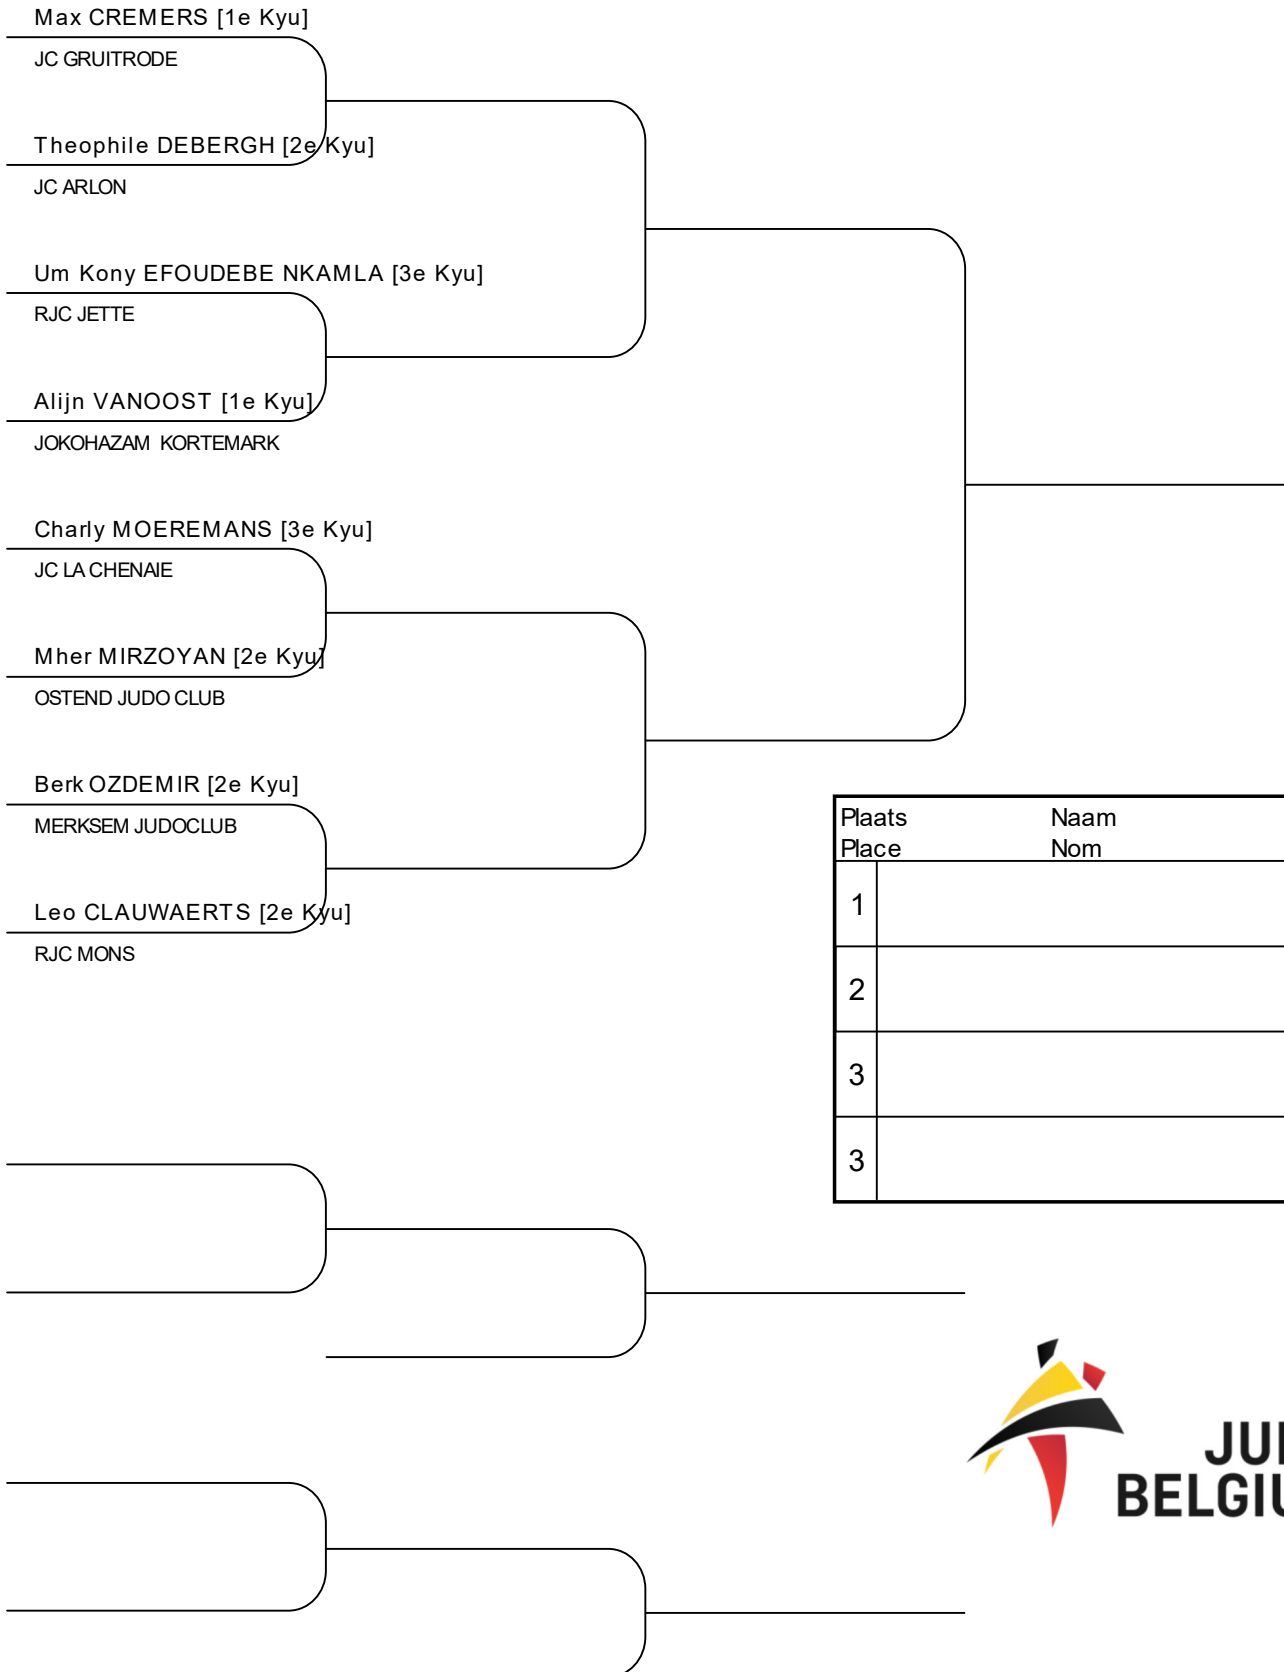 Max CREMERS [1e Kyu]
JC GRUITRODE
Theophile DEBERGH [2e Kyu]
JC ARLON
Um Kony EFOUDEBE NKAMLA [3e Kyu]
RJC JETTE
Alijn VANOOST [1e Kyu]
JOKOHAZAM KORTEMARK
Charly MOEREMANS [3e Kyu]
JC LA CHENAIE
Mher MIRZOYAN [2e Kyu]
OSTEND JUDO CLUB
Berk OZDEMIR [2e Kyu]
MERKSEM JUDOCLUB
Leo CLAUWAERTS [2e Kyu]
RJC MONS
Plaats Naam
Place Nom
1
2
3
3